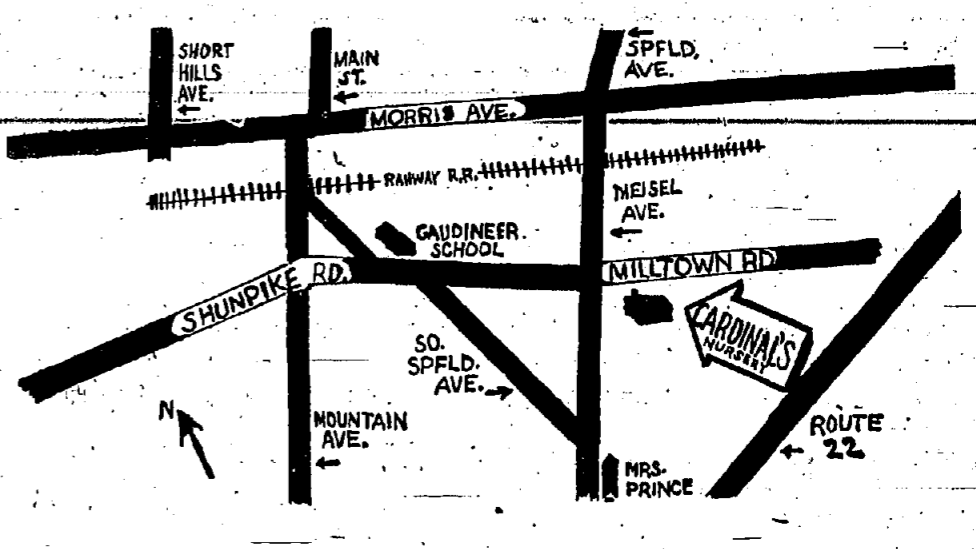 SHORT
HILLS
AVE.
MAIN
ST.
SPFLD.
AVE.
MORRIS AVE.
RAHWAY R.R.
MEISEL
AVE.
GAUDINEER
SCHOOL
MILLTOWN RD
SHUNPIKE RD.
CARDINAL'S
NURSERY
SO.
SPFLD.
AVE.
N
MOUNTAIN
AVE.
ROUTE
22
MRS.
PRINCE